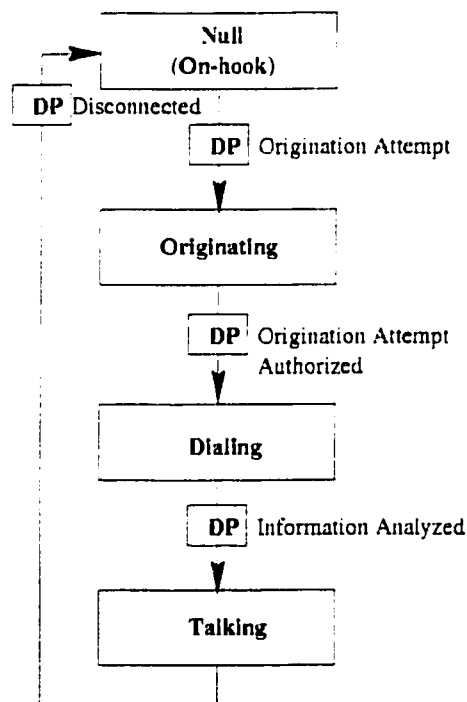 Null
(On-hook)
DP Disconnected
DP Origination Attempt
Originating
DP Origination Attempt
Authorized
Dialing
DP Information Analyzed
Talking